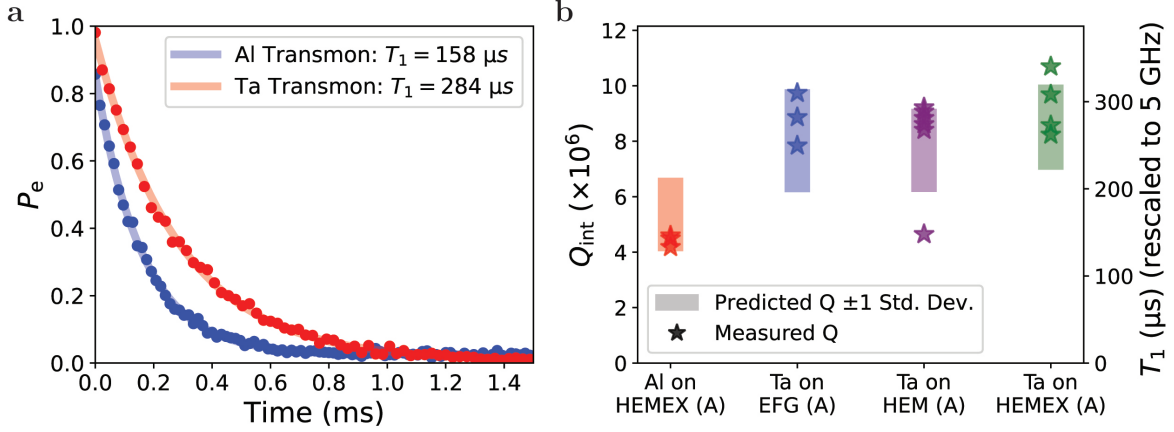 a
1.0
0.8
0.6
0.4
0.2
0.0
Pe
Al Transmon: T1 = 158 µs
Ta Transmon: T1 = 284 µs
0.0 0.2 0.4 0.6 0.8 1.0 1.2 1.4
Time (ms)
b
12
10
8
6
4
2
0
Qint (×10⁶)
Predicted Q ±1 Std. Dev.
Measured Q
300
200
100
0
T1 (µs) (rescaled to 5 GHz)
Al on
HEMEX (A)
Ta on
EFG (A)
Ta on
HEM (A)
Ta on
HEMEX (A)